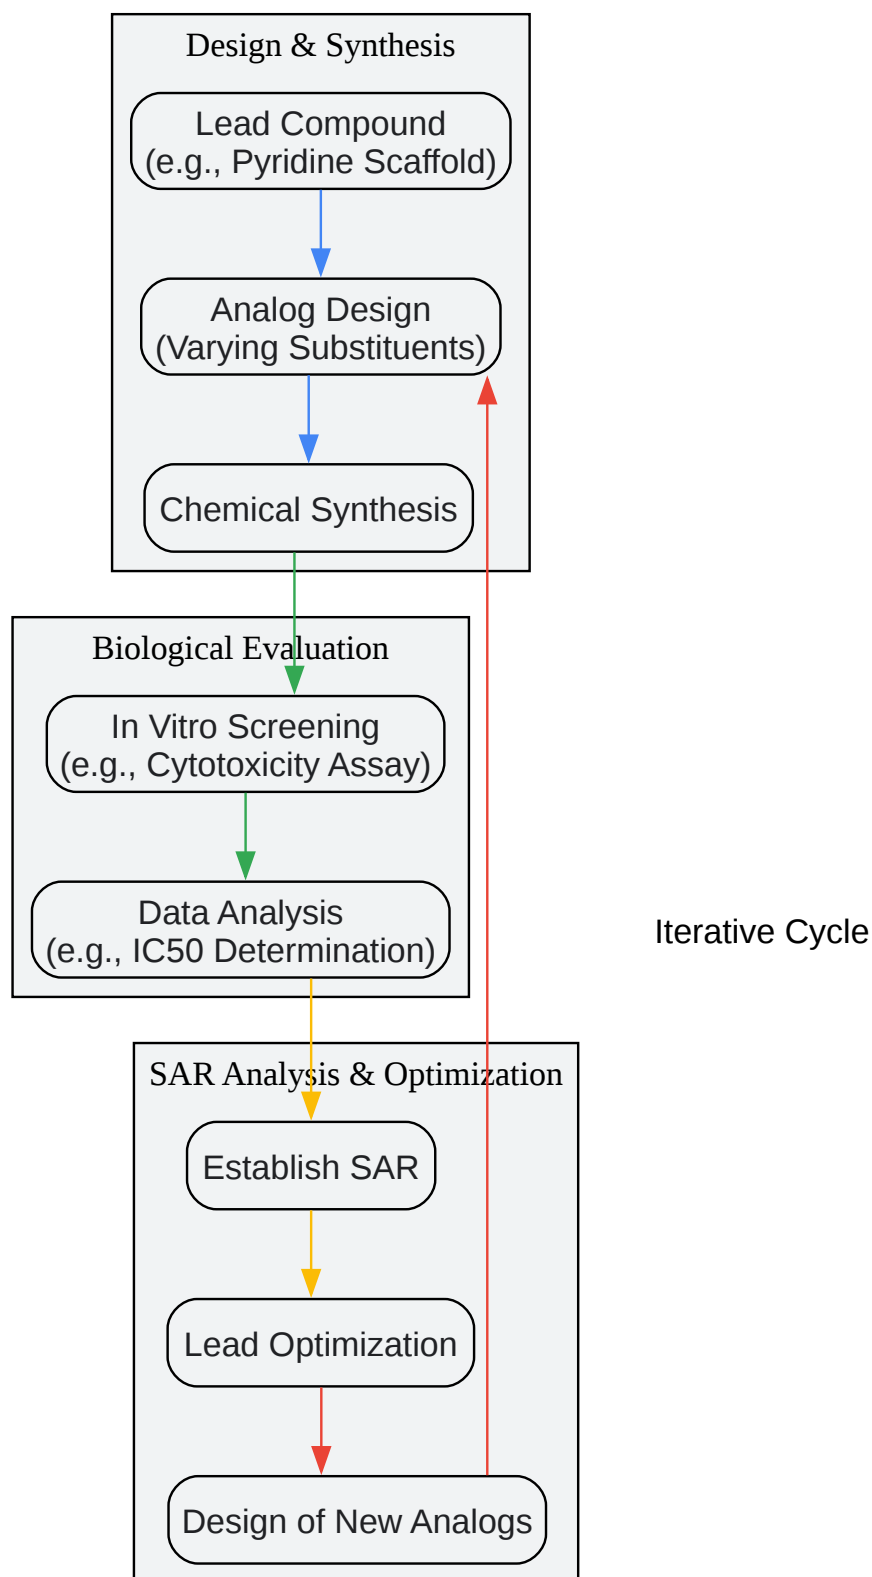 Design & Synthesis
Lead Compound
(e.g., Pyridine Scaffold)
Analog Design
(Varying Substituents)
Chemical Synthesis
Biological Evaluation
In Vitro Screening
(e.g., Cytotoxicity Assay)
Data Analysis
(e.g., IC50 Determination)
Iterative Cycle
SAR Analysis & Optimization
Establish SAR
Lead Optimization
Design of New Analogs